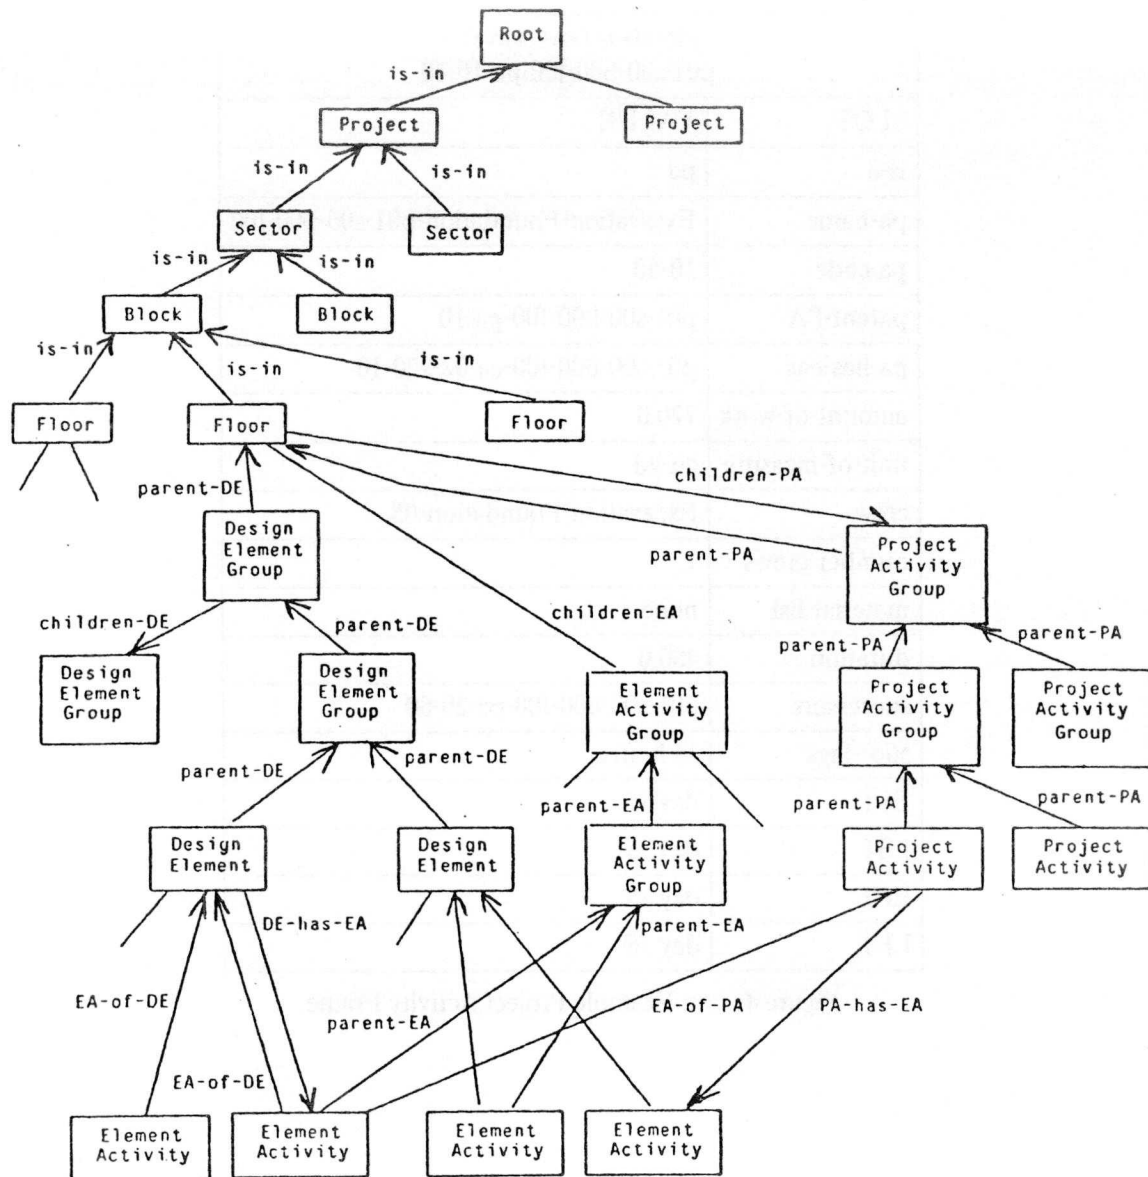 Root
is-in
Project
Project
is-in
is-in
Sector
Sector
is-in
is-in
Block
Block
is-in
is-in
is-in
Floor
Floor
Floor
children-PA
parent-DE
Design
Element
Group
parent-PA
Project
Activity
Group
children-DE
parent-DE
children-EA
parent-PA
parent-PA
Design
Element
Group
Design
Element
Group
Element
Activity
Group
Project
Activity
Group
Project
Activity
Group
parent-DE
parent-DE
parent-EA
parent-PA
parent-PA
Design
Element
Design
Element
Element
Activity
Group
Project
Activity
Project
Activity
DE-has-EA
parent-EA
EA-of-DE
parent-EA
EA-of-PA
PA-has-EA
EA-of-DE
Element
Activity
Element
Activity
Element
Activity
Element
Activity